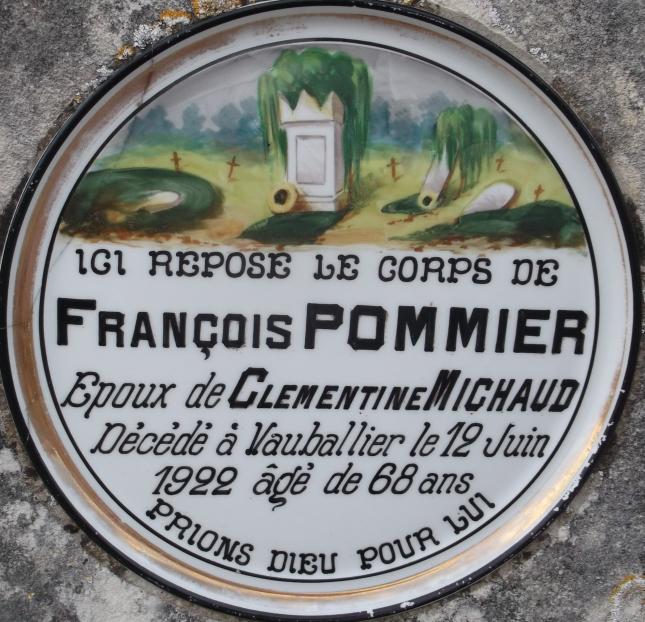 ICI REPOSE LE CORPS DE
FRANÇOIS POMMIER
Epoux de CLEMENTINE MICHAUD
Décédé à Vauballier le 12 Juin
1922 âgé de 68 ans
PRIONS DIEU POUR LUI